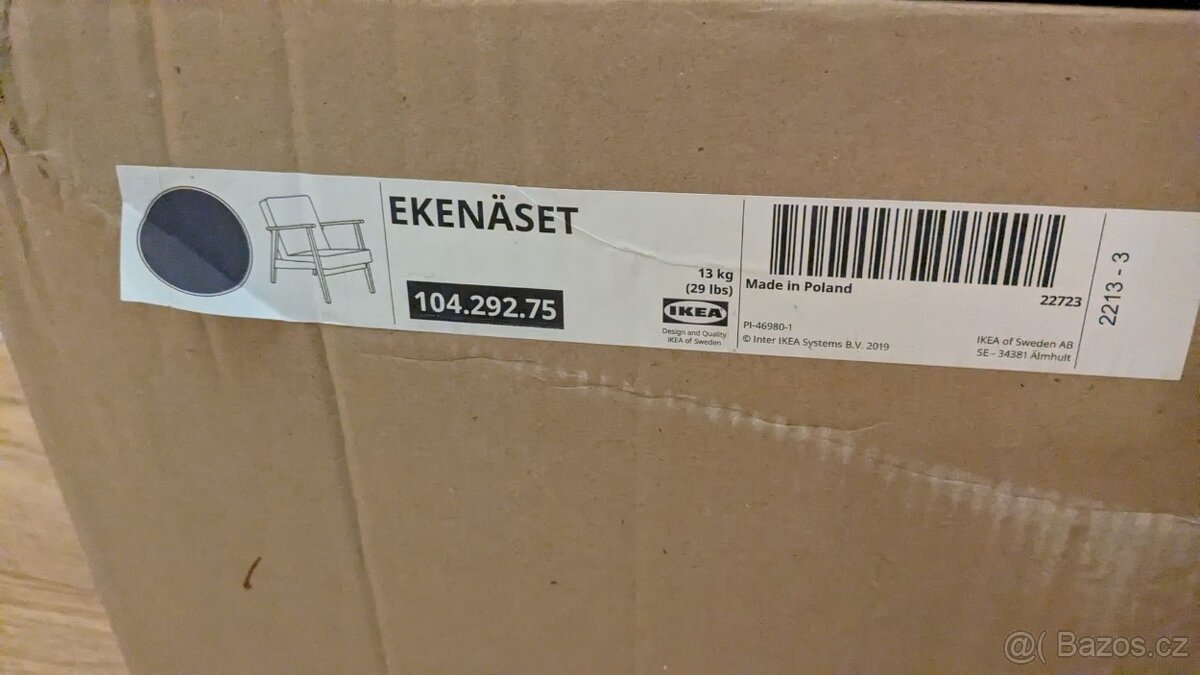 EKENÄSET
104.292.75
13 kg
(29 lbs)
IKEA
Design and Quality
IKEA of Sweden
Made in Poland
22723
PI-46980-1
© Inter IKEA Systems B.V. 2019
IKEA of Sweden AB
SE - 34381 Älmhult
2213 - 3
@( Bazos.cz